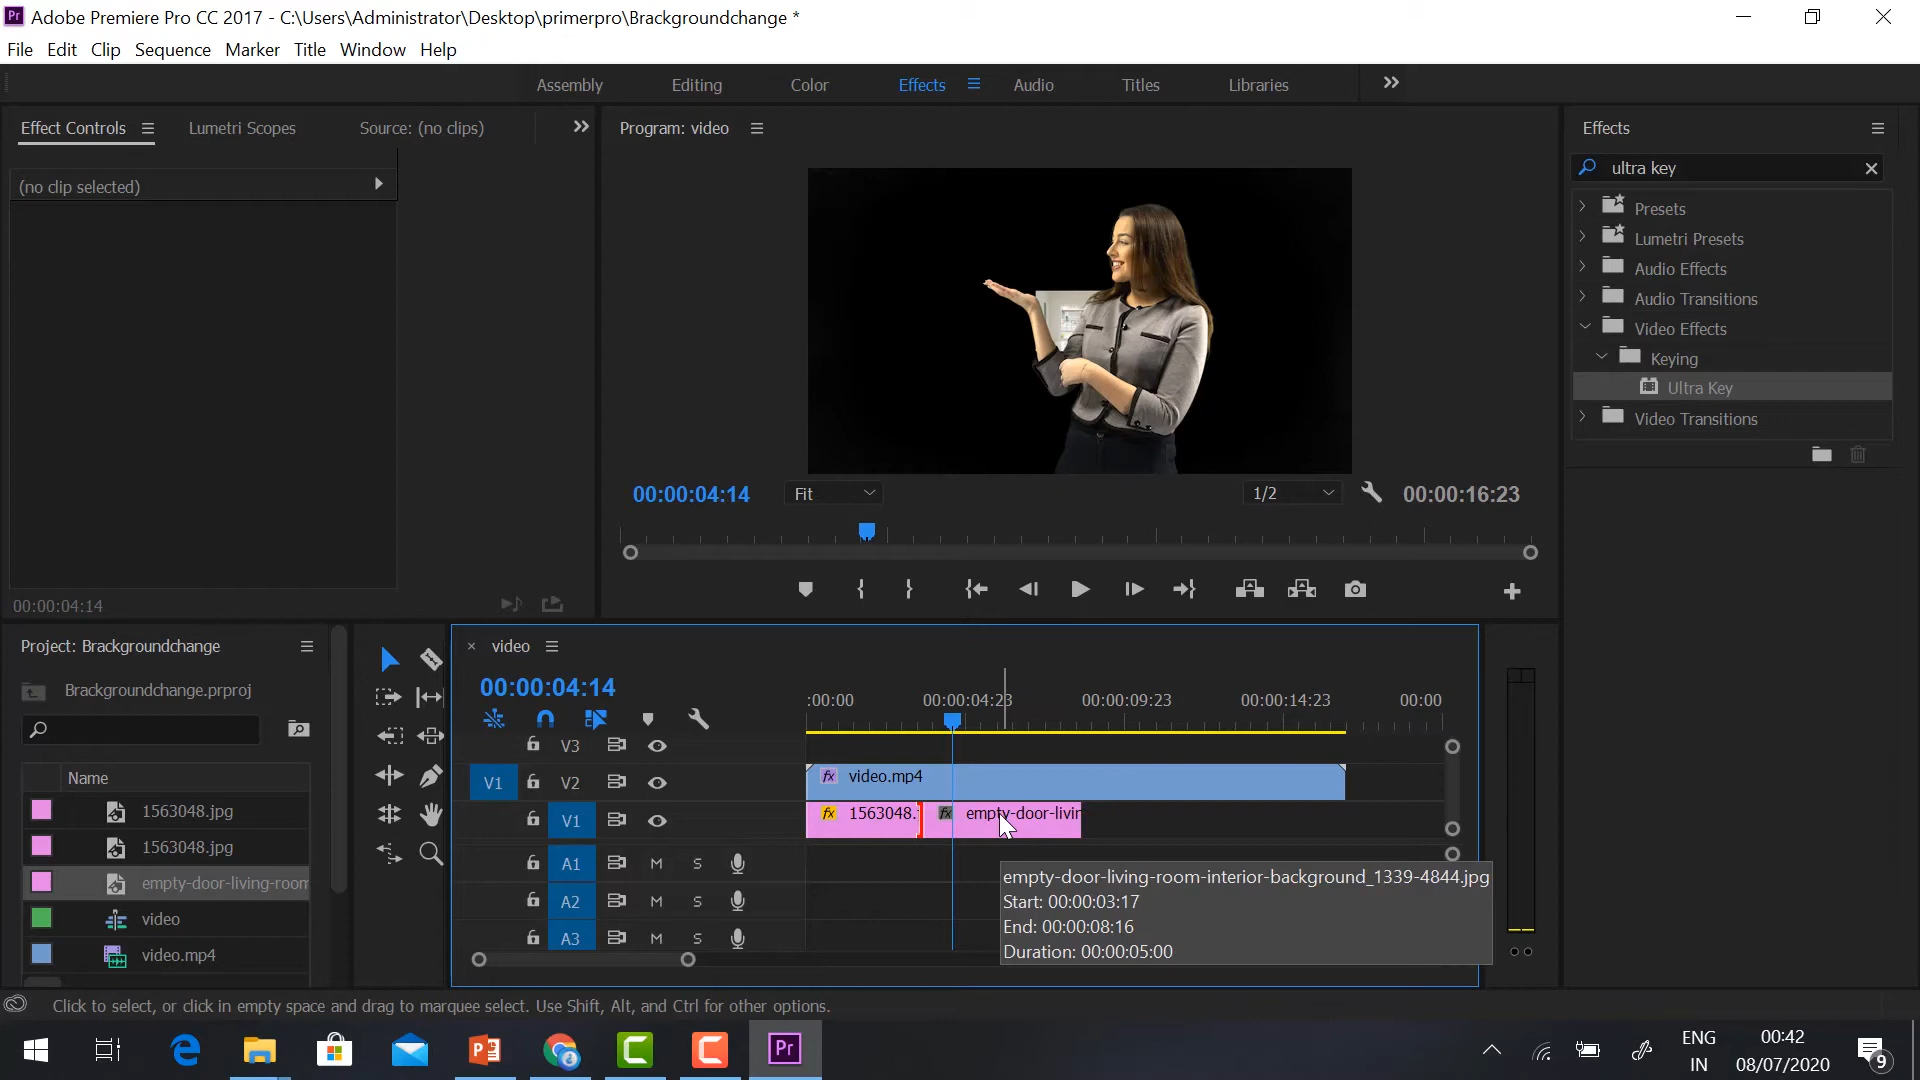 Pr Adobe Premiere Pro CC 2017 - C:\Users\Administrator\Desktop\primerpro\Brackgroundchange *
File Edit Clip Sequence Marker Title Window Help
Assembly Editing Color Effects Audio Titles Libraries
Effect Controls Lumetri Scopes Source: (no clips)
(no clip selected)
00:00:04:14
Program: video
00:00:04:14 Fit 1/2 00:00:16:23
Effects
ultra key
Presets
Lumetri Presets
Audio Effects
Audio Transitions
Video Effects
Keying
Ultra Key
Video Transitions
Project: Brackgroundchange
Brackgroundchange.prproj
Name
1563048.jpg
1563048.jpg
empty-door-living-room
video
video.mp4
video
00:00:04:14
:00:00 00:00:04:23 00:00:09:23 00:00:14:23 00:00
V3
V1 V2 fx video.mp4
V1 fx 1563048. fx empty-door-livin
A1 M S
A2 M S
A3 M S
empty-door-living-room-interior-background_1339-4844.jpg
Start: 00:00:03:17
End: 00:00:08:16
Duration: 00:00:05:00
Click to select, or click in empty space and drag to marquee select. Use Shift, Alt, and Ctrl for other options.
Pr
ENG
IN
00:42
08/07/2020
9